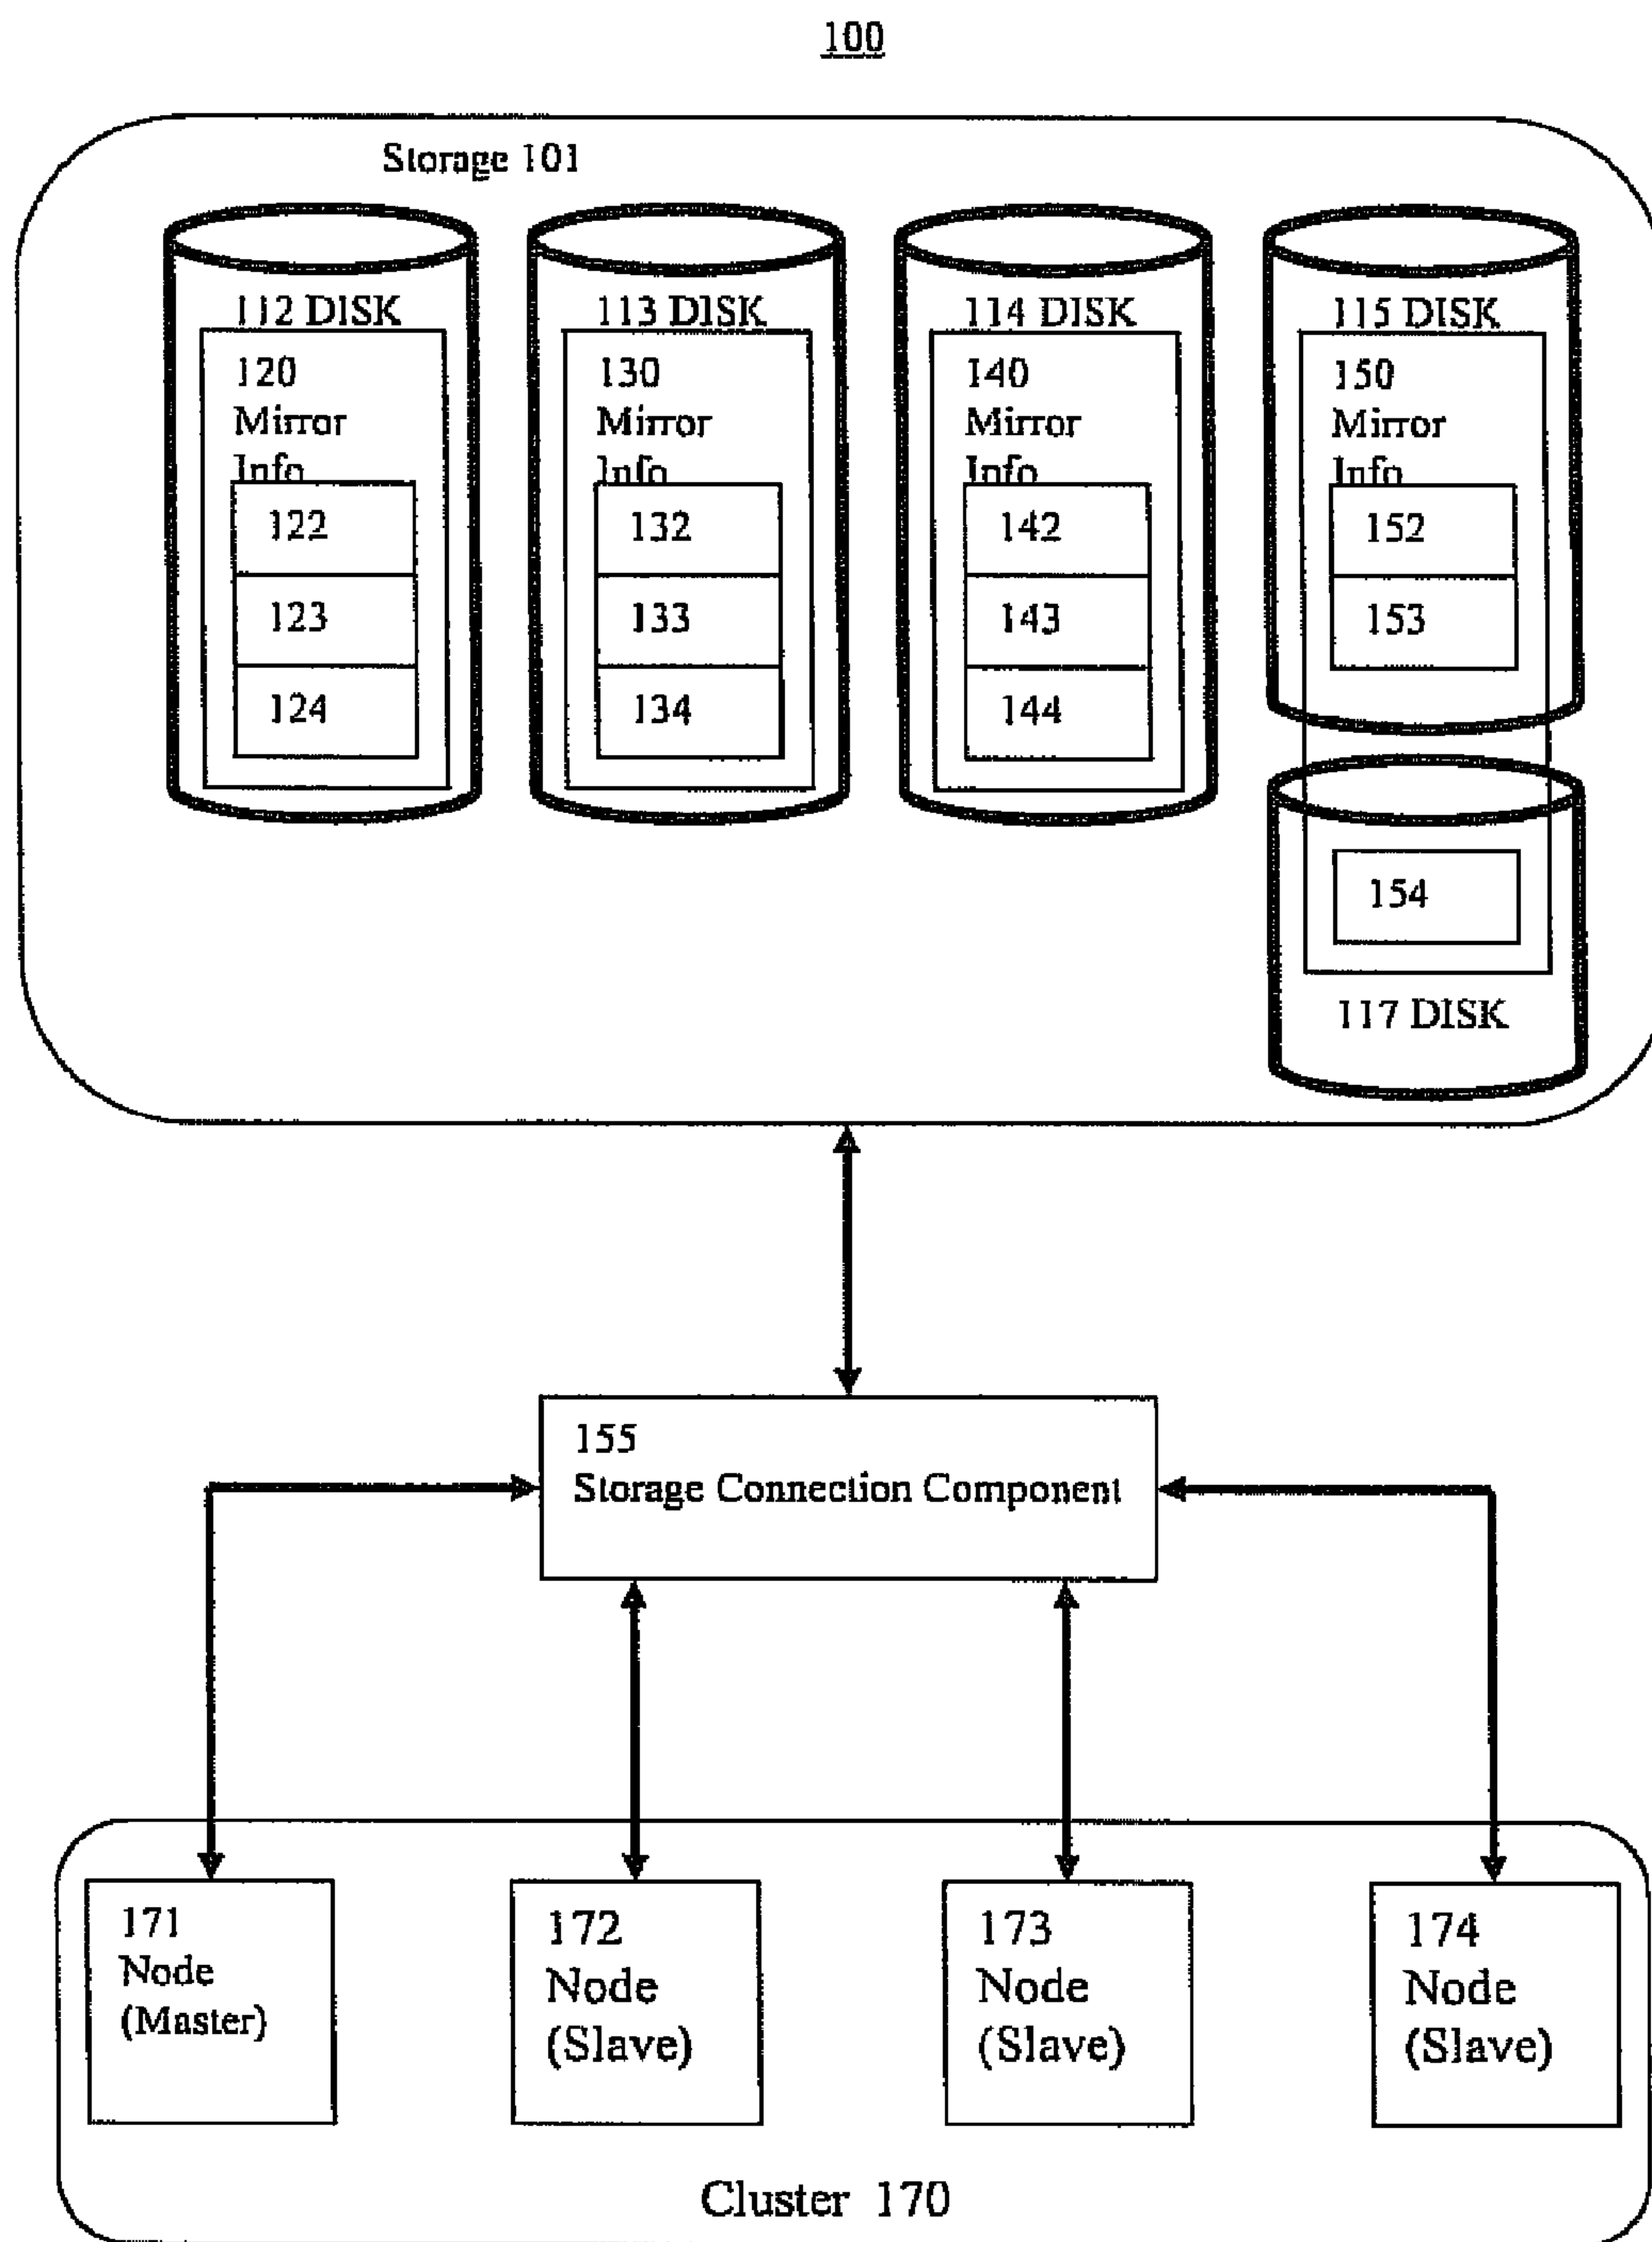 100
Storage 101
112 DISK
120
Mirror
Info
122
123
124
113 DISK
130
Mirror
Info
132
133
134
114 DISK
140
Mirror
Info
142
143
144
115 DISK
150
Mirror
Info
152
153
154
117 DISK
155
Storage Connection Component
171
Node
(Master)
172
Node
(Slave)
173
Node
(Slave)
174
Node
(Slave)
Cluster 170